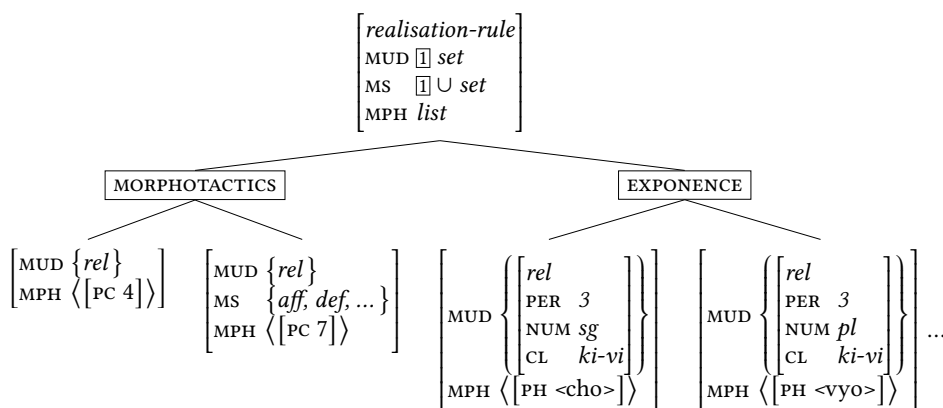 realisation-rule
MUD 1 set
MS 1 ∪ set
MPH list
MORPHOTACTICS EXPONENCE
MUD {rel}
MPH ⟨[PC 4]⟩
MUD {rel}
MS {aff, def, …}
MPH ⟨[PC 7]⟩
rel
PER 3
MUD
NUM sg
CL ki-vi
MPH ⟨[PH <cho>]⟩
rel
PER 3
MUD
NUM pl
CL ki-vi
MPH ⟨[PH <vyo>]⟩
…